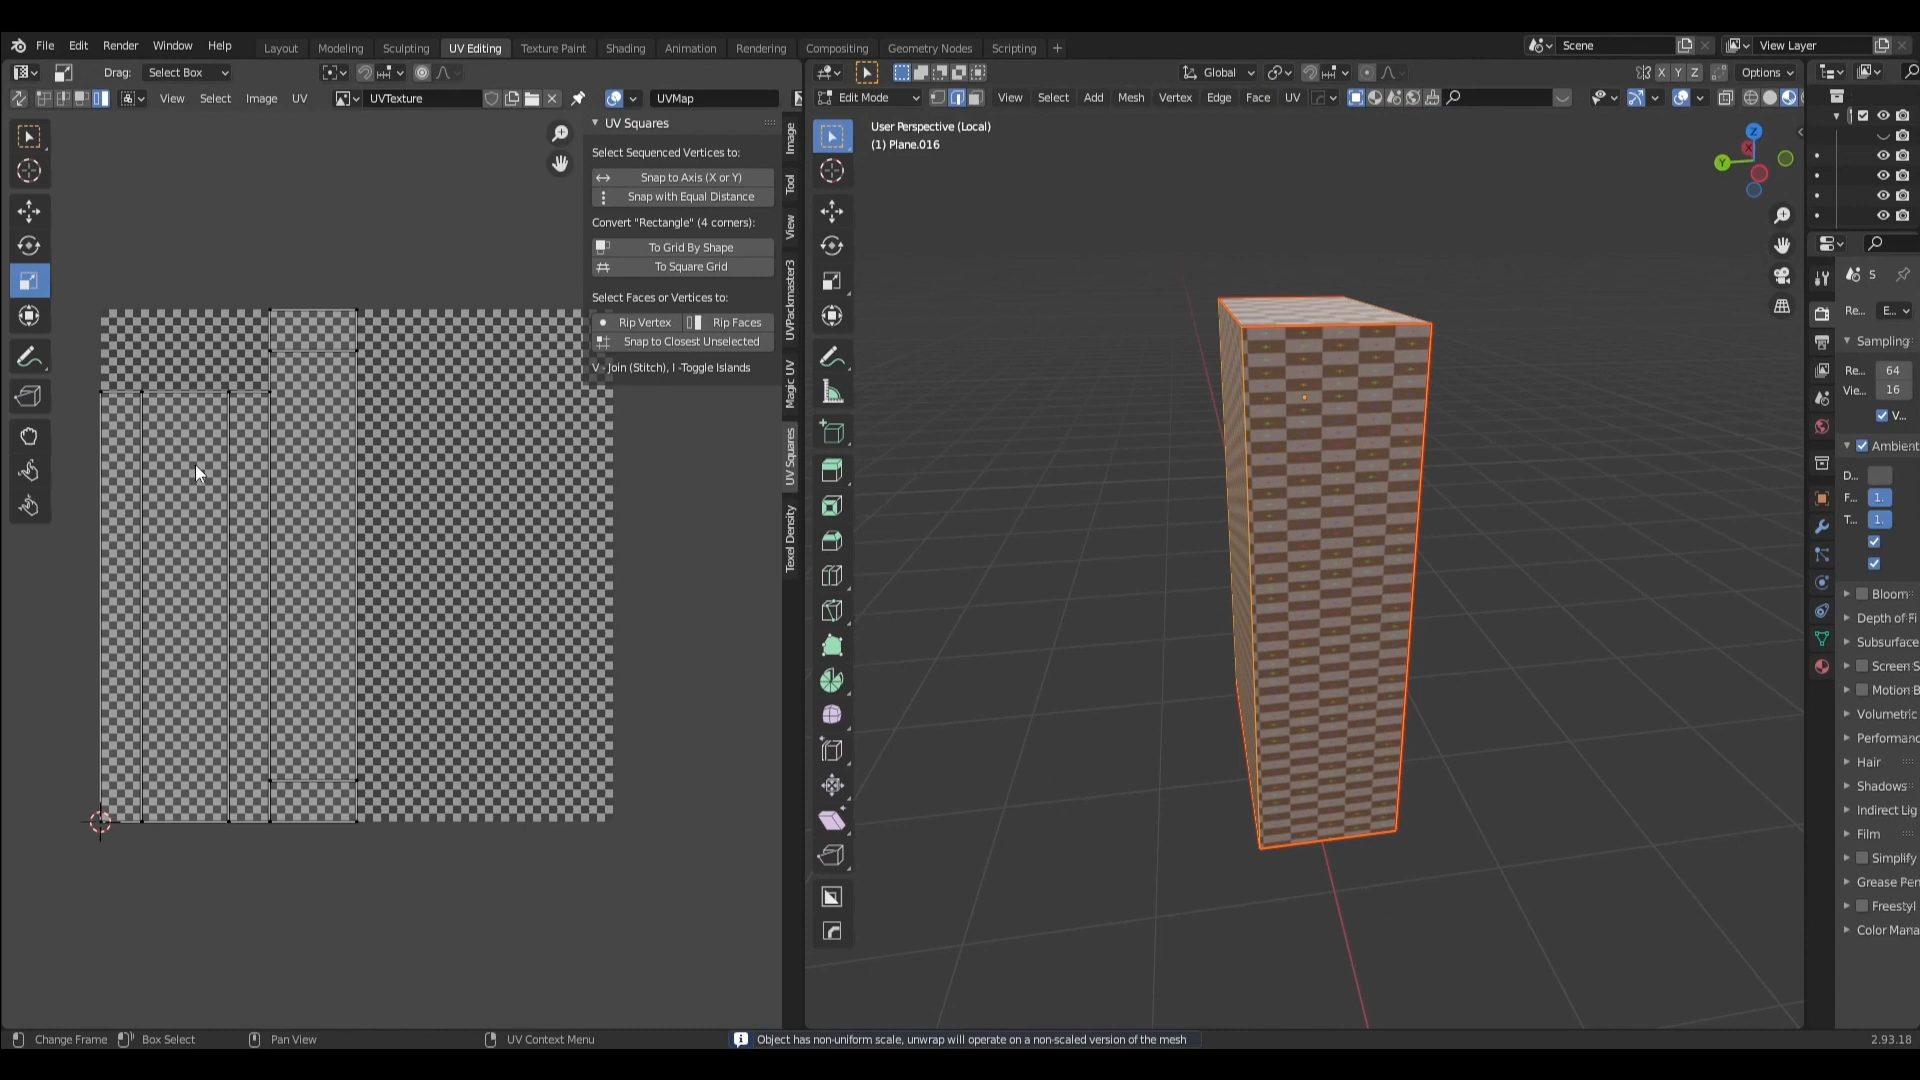 File Edit Render Window Help
Layout Modeling Sculpting UV Editing Texture Paint Shading Animation Rendering Compositing Geometry Nodes Scripting +
Scene
View Layer
Drag: Select Box
Global
X Y Z
Options
View Select Image UV
UVTexture
UVMap
Edit Mode
View Select Add Mesh Vertex Edge Face UV
UV Squares
Select Sequenced Vertices to:
Snap to Axis (X or Y)
Snap with Equal Distance
Convert "Rectangle" (4 corners):
To Grid By Shape
To Square Grid
Select Faces or Vertices to:
Rip Vertex
Rip Faces
Snap to Closest Unselected
V - Join (Stitch), I -Toggle Islands
Image
Tool
View
UVPackmaster3
Magic UV
UV Squares
Texel Density
User Perspective (Local)
(1) Plane.016
Z
X
Y
S
Re...
E...
Sampling
Re... 64
Vie... 16
V...
Ambient
D...
F... 1.
T... 1.
Bloom
Depth of Fi
Subsurface
Screen S
Motion B
Volumetric
Performanc
Hair
Shadows
Indirect Lig
Film
Simplify
Grease Pen
Freestyl
Color Mana
Change Frame
Box Select
Pan View
UV Context Menu
Object has non-uniform scale, unwrap will operate on a non-scaled version of the mesh
2.93.18